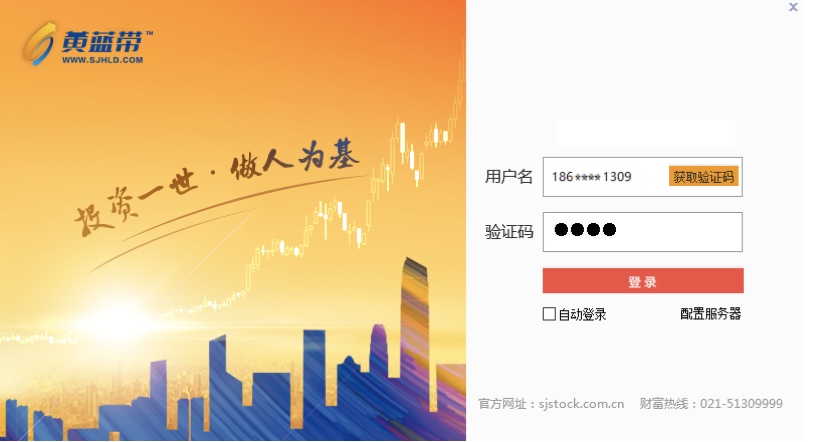 黄蓝带™
WWW.SJHLD.COM
投资一世·做人为基
x
用户名 186****1309 获取验证码
验证码 ●●●●
登录
自动登录 配置服务器
官方网址：sjstock.com.cn 财富热线：021-51309999